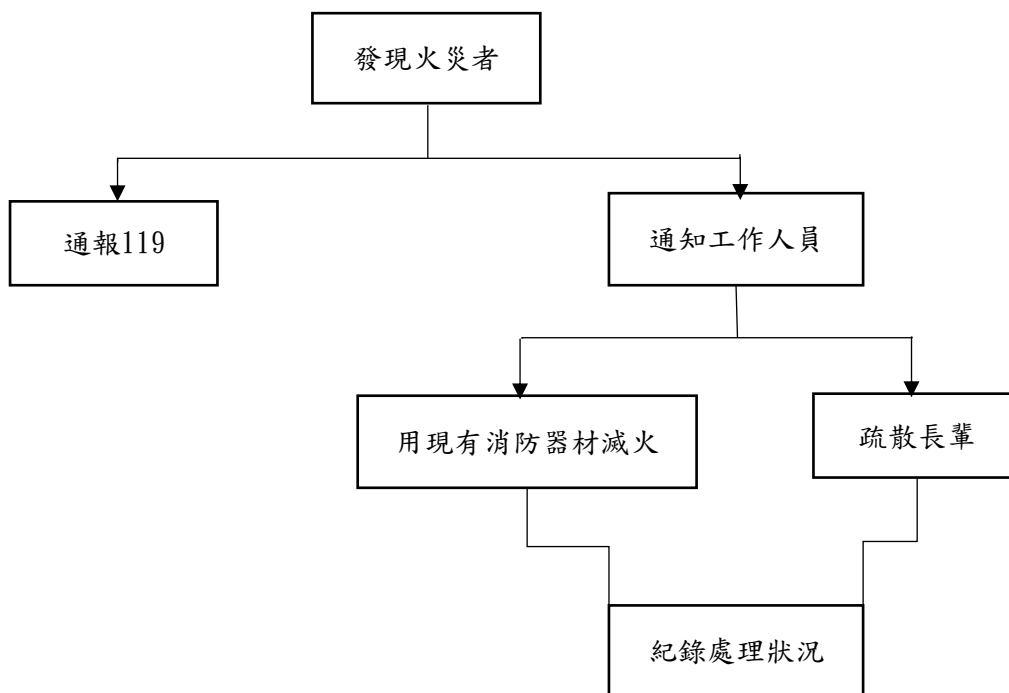 發現火災者
通報119
通知工作人員
用現有消防器材滅火
疏散長輩
紀錄處理狀況